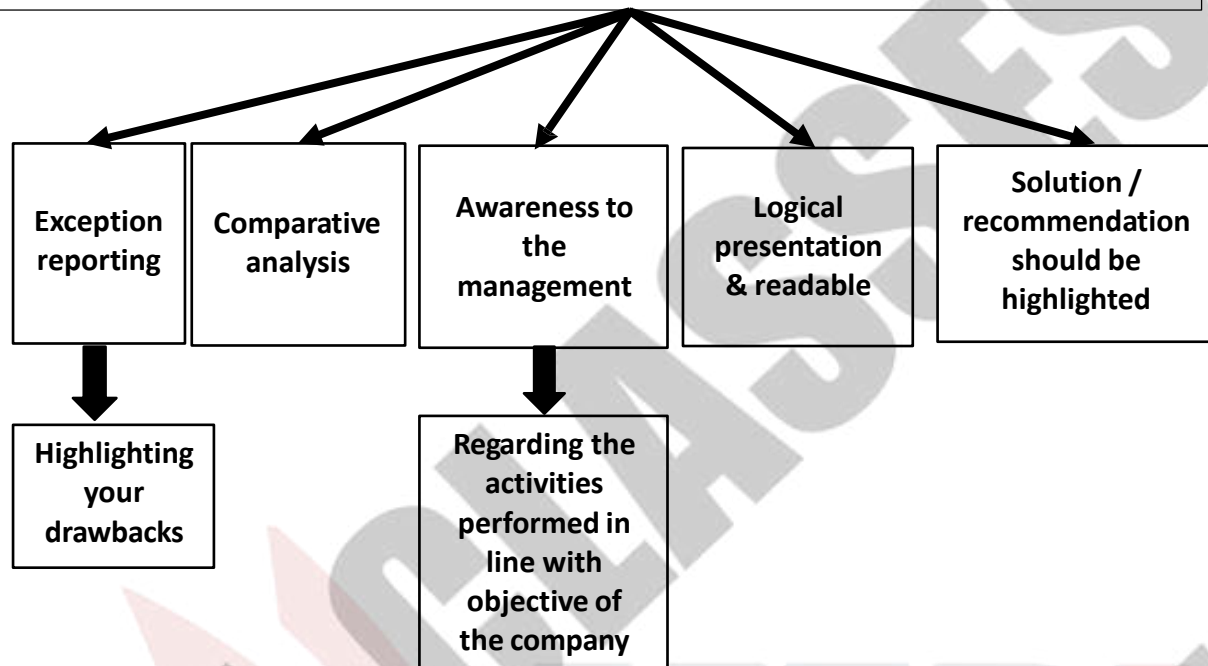 Exception
reporting
Comparative
analysis
Awareness to
the
management
Logical
presentation
& readable
Solution /
recommendation
should be
highlighted
Highlighting
your
drawbacks
Regarding the
activities
performed in
line with
objective of
the company
CLASSES